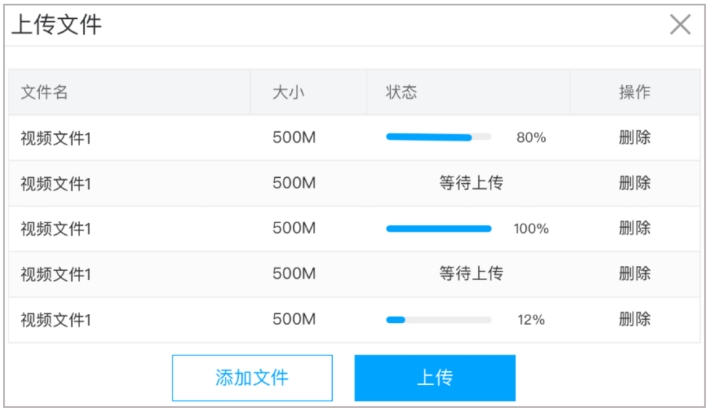 上传文件
文件名 大小 状态 操作
视频文件1 500M 80% 删除
视频文件1 500M 等待上传 删除
视频文件1 500M 100% 删除
视频文件1 500M 等待上传 删除
视频文件1 500M 12% 删除
添加文件 上传